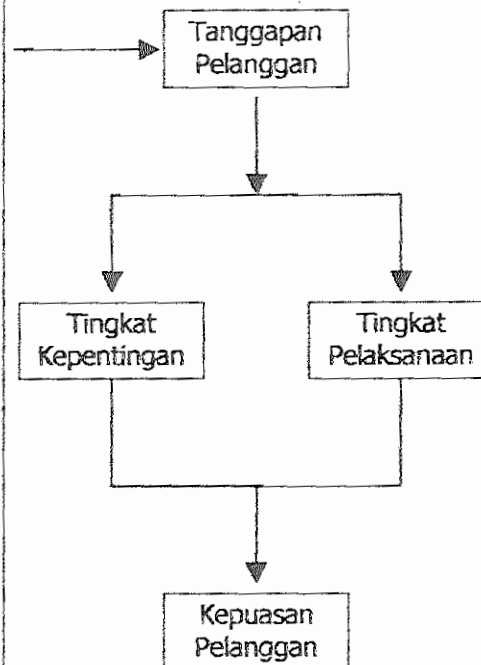 Tanggapan
Pelanggan
Tingkat
Kepentingan
Tingkat
Pelaksanaan
Kepuasan
Pelanggan